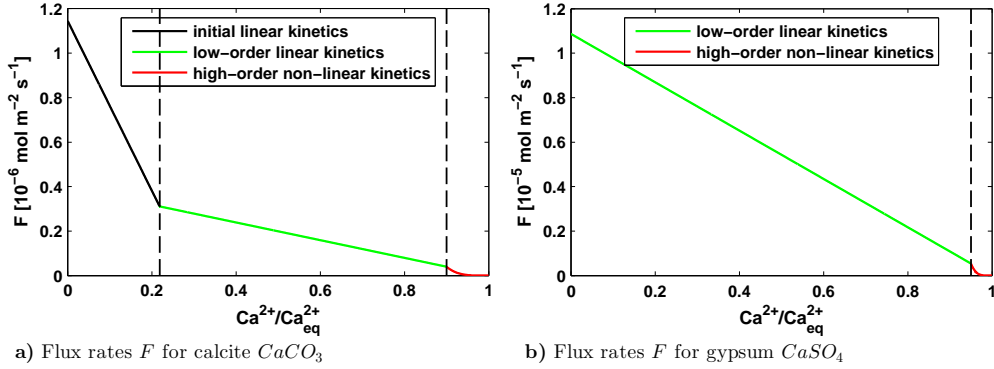 1.2
1
0.8
0.6
0.4
0.2
0
F [10⁻⁶ mol m⁻² s⁻¹]
initial linear kinetics
low−order linear kinetics
high−order non−linear kinetics
0 0.2 0.4 0.6 0.8 1
Ca²⁺/Ca²⁺eq
a) Flux rates F for calcite CaCO₃
1.2
1
0.8
0.6
0.4
0.2
0
F [10⁻⁵ mol m⁻² s⁻¹]
low−order linear kinetics
high−order non−linear kinetics
0 0.2 0.4 0.6 0.8 1
Ca²⁺/Ca²⁺eq
b) Flux rates F for gypsum CaSO₄